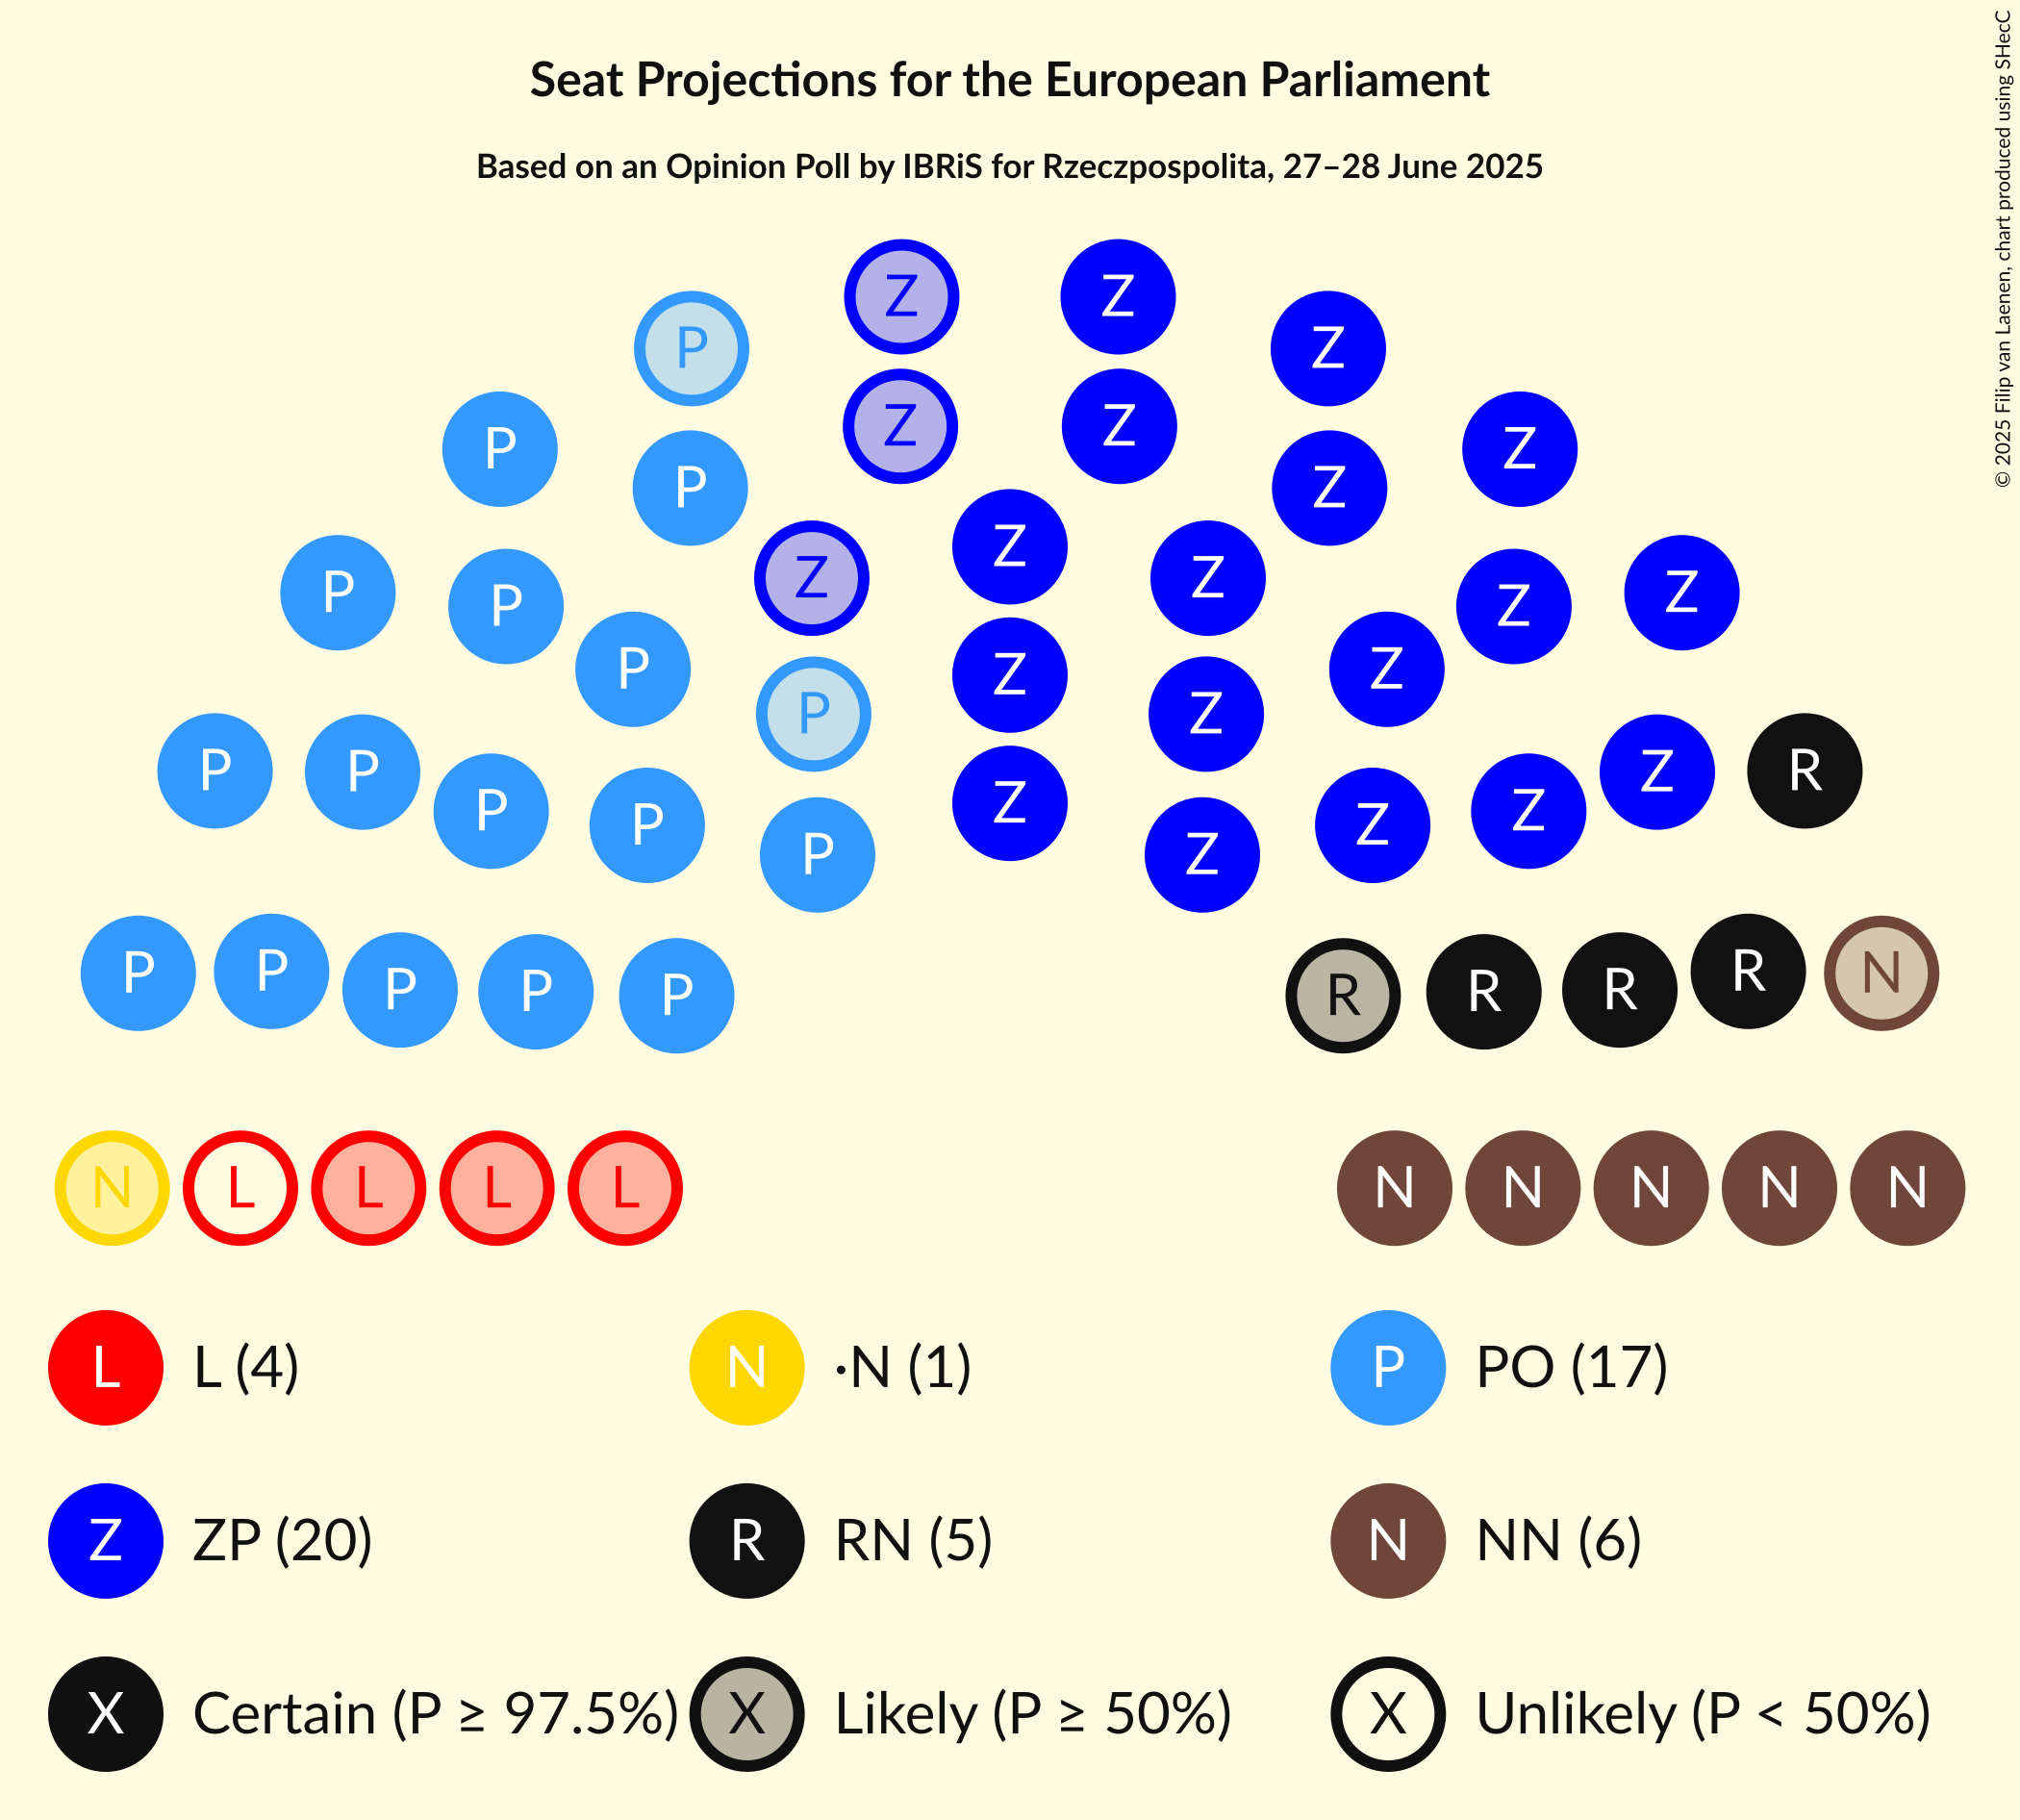 Seat Projections for the European Parliament
Based on an Opinion Poll by IBRiS for Rzeczpospolita, 27–28 June 2025
© 2025 Filip van Laenen, chart produced using SHecC
Z Z
P Z
Z Z
P Z
P Z
P Z
Z Z Z
P Z
P Z
P Z
Z
P Z
P P Z R
P Z
P Z
Z
P Z
P P R N
P R
P R
P R
N L L L L N N N N N
L L (4) N ·N (1) P PO (17)
Z ZP (20) R RN (5) N NN (6)
X Certain (P ≥ 97.5%) X Likely (P ≥ 50%) X Unlikely (P < 50%)